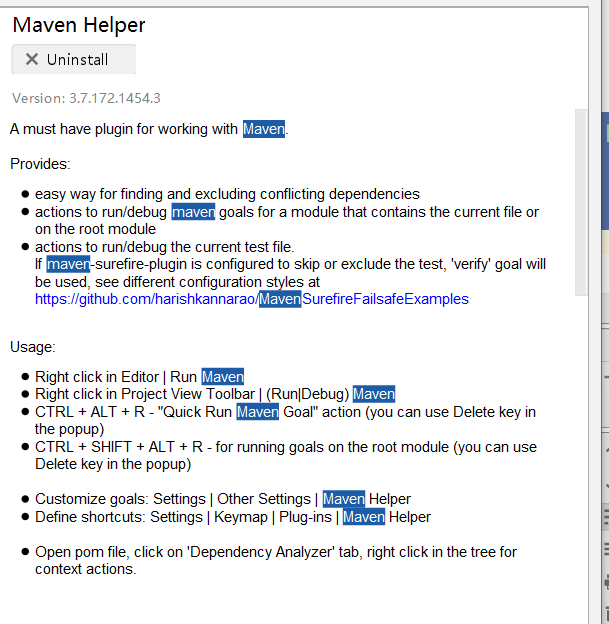 Maven Helper
Uninstall
Version: 3.7.172.1454.3
A must have plugin for working with Maven.
Provides:
● easy way for finding and excluding conflicting dependencies
● actions to run/debug maven goals for a module that contains the current file or
on the root module
● actions to run/debug the current test file.
If maven-surefire-plugin is configured to skip or exclude the test, 'verify' goal will
be used, see different configuration styles at
https://github.com/harishkannarao/MavenSurefireFailsafeExamples
Usage:
● Right click in Editor | Run Maven
● Right click in Project View Toolbar | (Run|Debug) Maven
● CTRL + ALT + R - "Quick Run Maven Goal" action (you can use Delete key in
the popup)
● CTRL + SHIFT + ALT + R - for running goals on the root module (you can use
Delete key in the popup)
● Customize goals: Settings | Other Settings | Maven Helper
● Define shortcuts: Settings | Keymap | Plug-ins | Maven Helper
● Open pom file, click on 'Dependency Analyzer' tab, right click in the tree for
context actions.